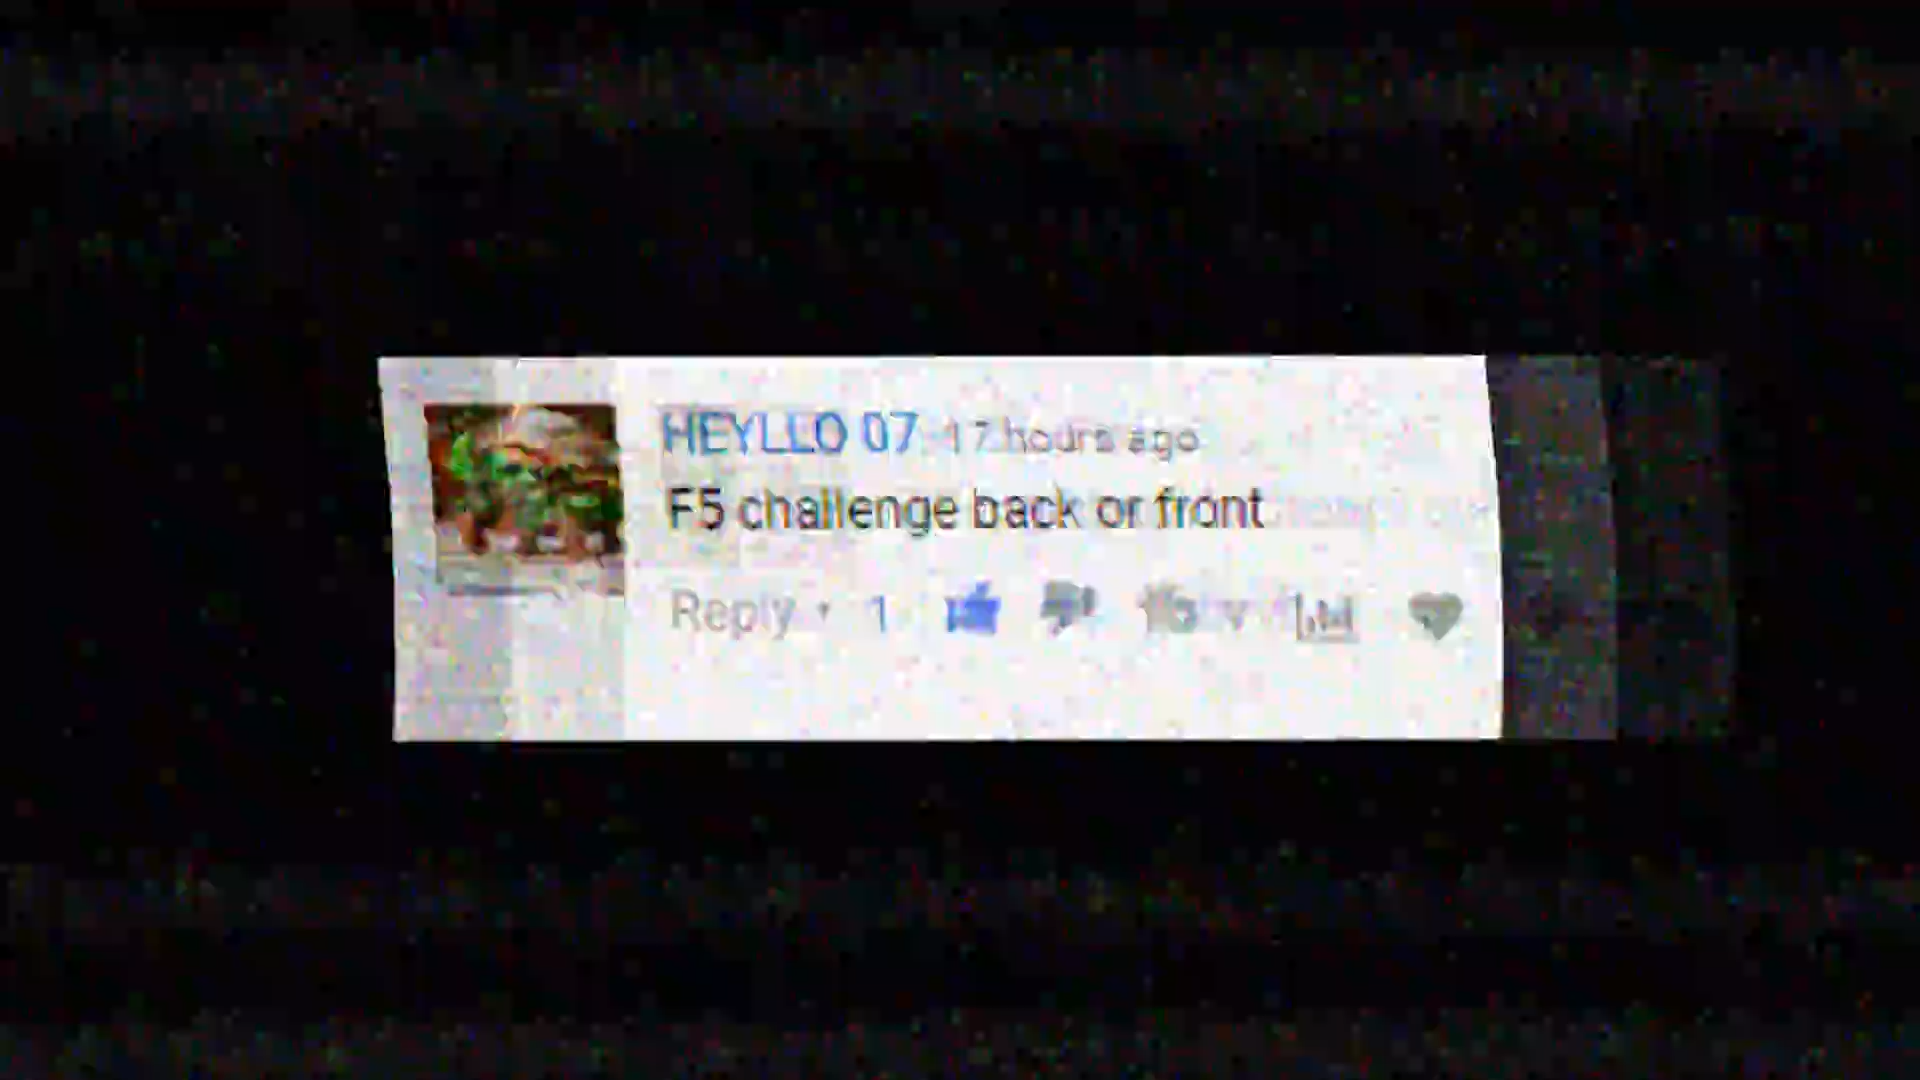 HEYLLO 07 17 hours ago
F5 challenge back or front
Reply • 1